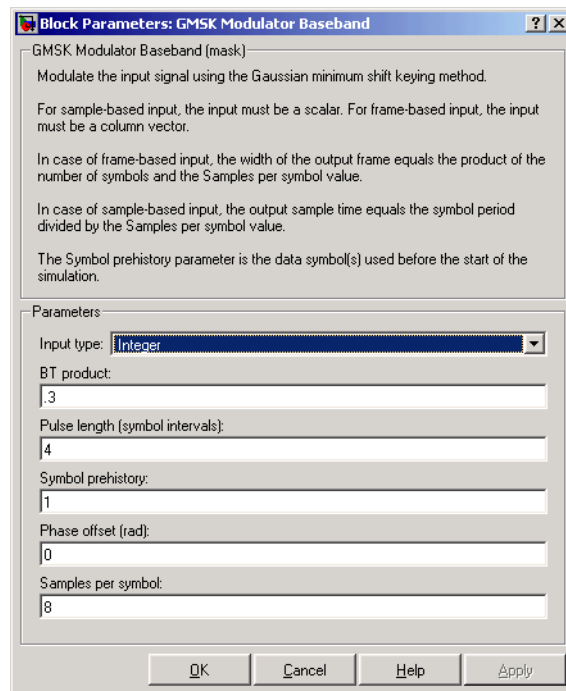 Block Parameters: GMSK Modulator Baseband
GMSK Modulator Baseband (mask)
Modulate the input signal using the Gaussian minimum shift keying method.
For sample-based input, the input must be a scalar. For frame-based input, the input
must be a column vector.
In case of frame-based input, the width of the output frame equals the product of the
number of symbols and the Samples per symbol value.
In case of sample-based input, the output sample time equals the symbol period
divided by the Samples per symbol value.
The Symbol prehistory parameter is the data symbol(s) used before the start of the
simulation.
Parameters
Input type: Integer
BT product:
.3
Pulse length (symbol intervals):
4
Symbol prehistory:
1
Phase offset (rad):
0
Samples per symbol:
8
OK Cancel Help Apply